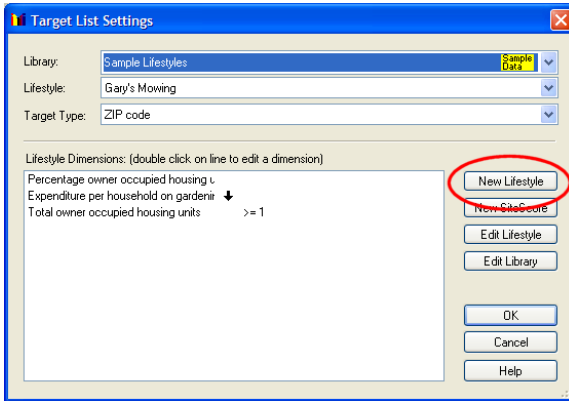 Target List Settings
Library: Sample Lifestyles Sample Data
Lifestyle: Gary's Mowing
Target Type: ZIP code
Lifestyle Dimensions: (double click on line to edit a dimension)
Percentage owner occupied housing u
Expenditure per household on gardenir
Total owner occupied housing units >= 1
New Lifestyle
New SiteScore
Edit Lifestyle
Edit Library
OK
Cancel
Help